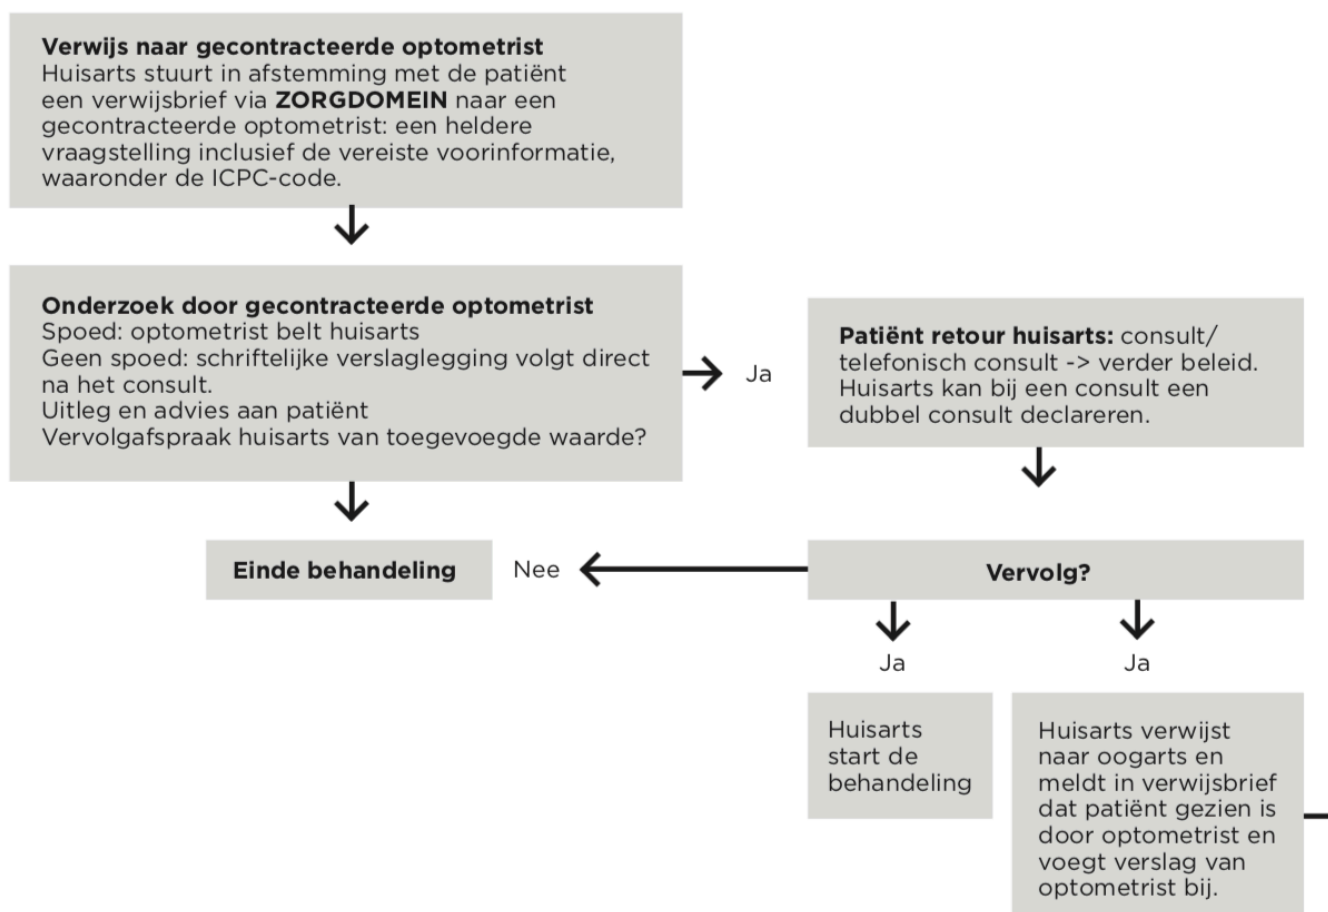 Verwijs naar gecontracteerde optometrist
Huisarts stuurt in afstemming met de patiënt
een verwijsbrief via ZORGDOMEIN naar een
gecontracteerde optometrist: een heldere
vraagstelling inclusief de vereiste voorinformatie,
waaronder de ICPC-code.
Onderzoek door gecontracteerde optometrist
Spoed: optometrist belt huisarts
Geen spoed: schriftelijke verslaglegging volgt direct
na het consult.
Uitleg en advies aan patiënt
Vervolgafspraak huisarts van toegevoegde waarde?
Ja
Patiënt retour huisarts: consult/
telefonisch consult -> verder beleid.
Huisarts kan bij een consult een
dubbel consult declareren.
Einde behandeling
Nee
Vervolg?
Ja
Ja
Huisarts
start de
behandeling
Huisarts verwijst
naar oogarts en
meldt in verwijsbrief
dat patiënt gezien is
door optometrist en
voegt verslag van
optometrist bij.